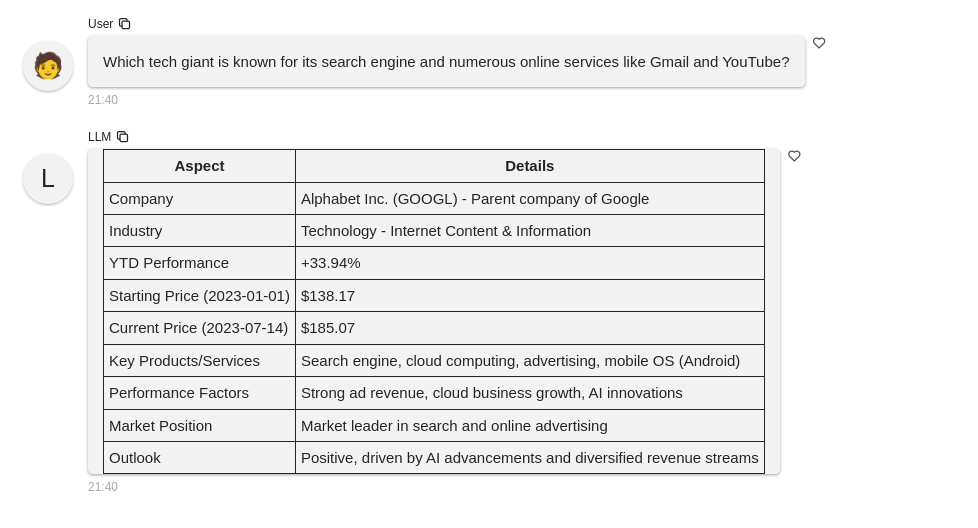 User
Which tech giant is known for its search engine and numerous online services like Gmail and YouTube?
21:40
LLM
L
Aspect Details
Company Alphabet Inc. (GOOGL) - Parent company of Google
Industry Technology - Internet Content & Information
YTD Performance +33.94%
Starting Price (2023-01-01) $138.17
Current Price (2023-07-14) $185.07
Key Products/Services Search engine, cloud computing, advertising, mobile OS (Android)
Performance Factors Strong ad revenue, cloud business growth, AI innovations
Market Position Market leader in search and online advertising
Outlook Positive, driven by AI advancements and diversified revenue streams
21:40